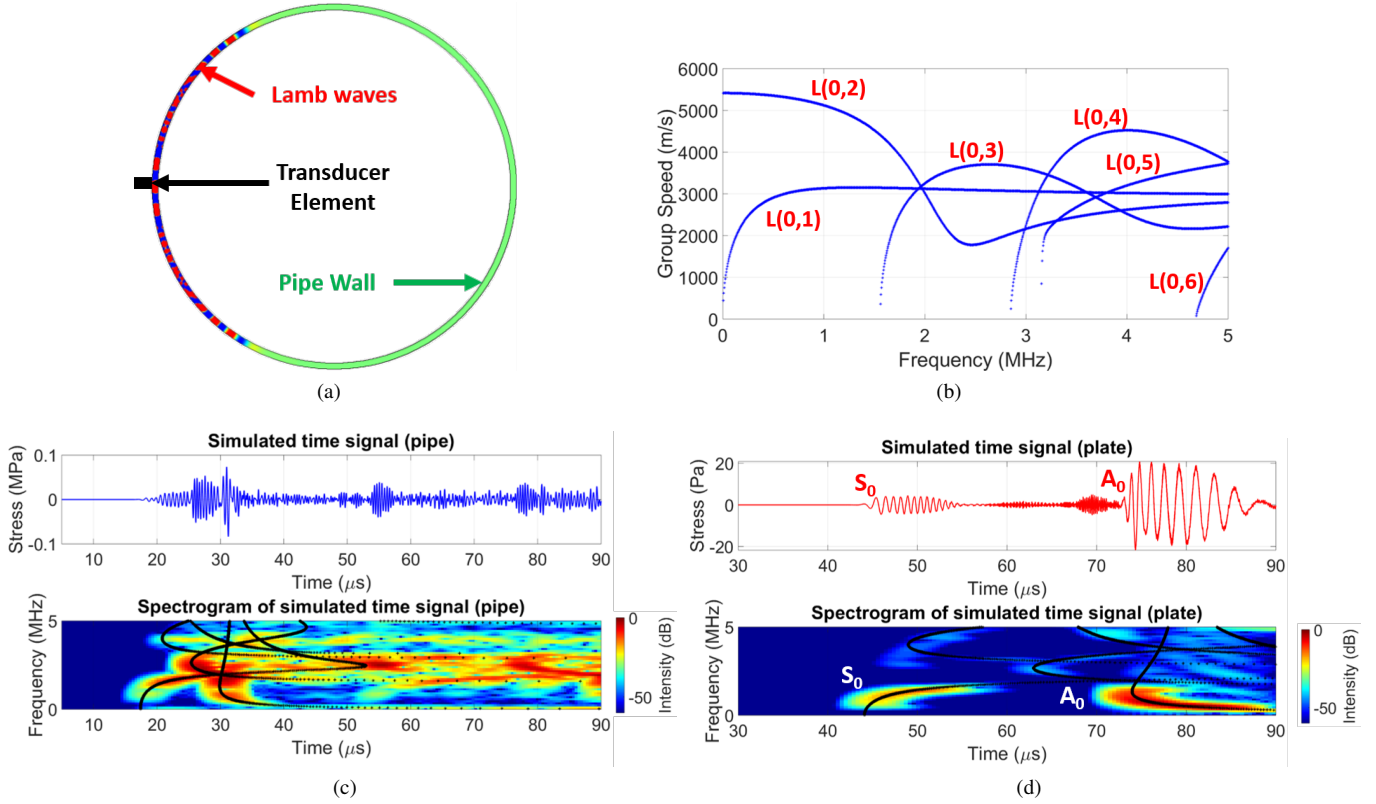 Lamb waves
Transducer
Element
Pipe Wall
(a)
6000
5000
4000
3000
2000
1000
0
Group Speed (m/s)
L(0,2)
L(0,4)
L(0,3)
L(0,5)
L(0,1)
L(0,6)
0 1 2 3 4 5
Frequency (MHz)
(b)
Simulated time signal (pipe)
Stress (MPa)
0.1
0
-0.1
10 20 30 40 50 60 70 80 90
Time (μs)
Spectrogram of simulated time signal (pipe)
Frequency (MHz)
5
0
10 20 30 40 50 60 70 80 90
Time (μs)
0
-50
Intensity (dB)
(c)
Simulated time signal (plate)
Stress (Pa)
20
0
-20
S0
A0
30 40 50 60 70 80 90
Time (μs)
Spectrogram of simulated time signal (plate)
Frequency (MHz)
5
0
S0
A0
30 40 50 60 70 80 90
Time (μs)
0
-50
Intensity (dB)
(d)